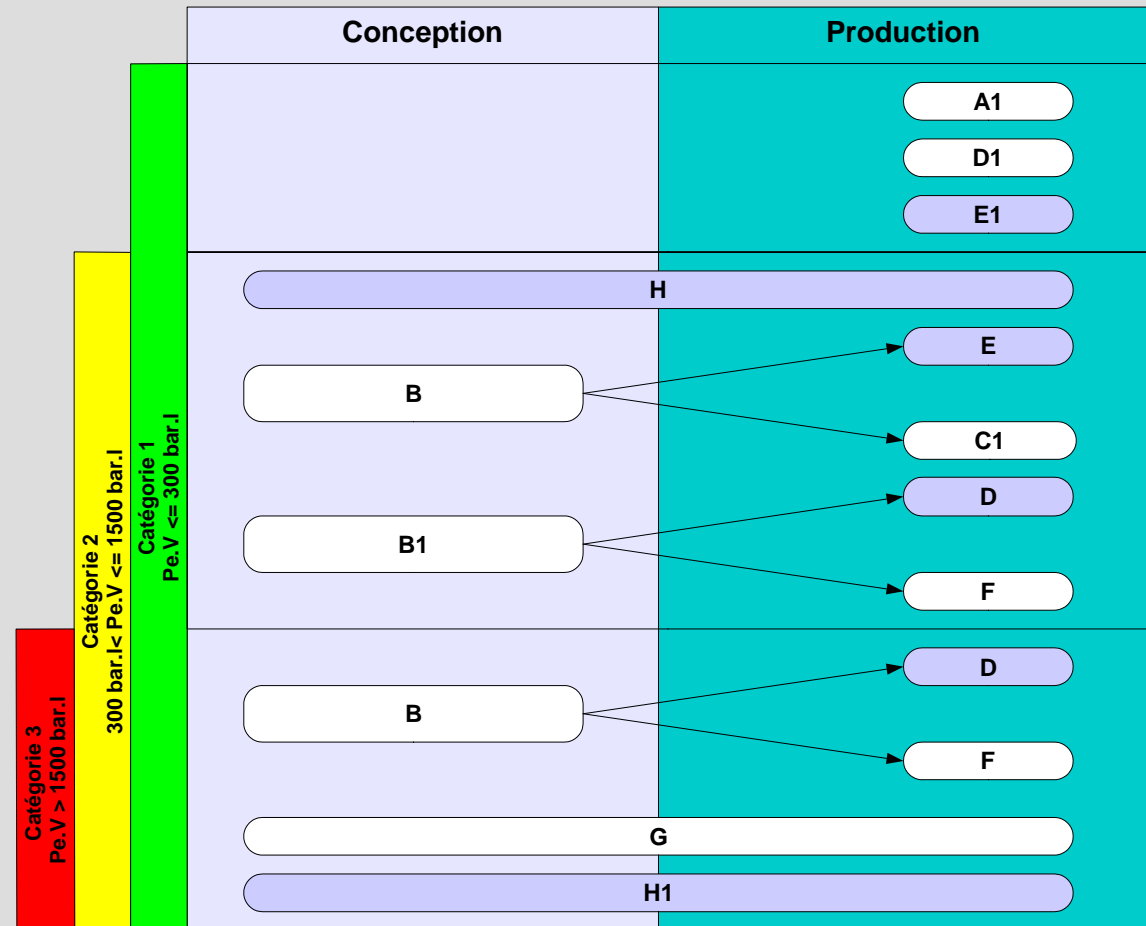 Conception
Production
A1
D1
E1
H
B
E
C1
B1
D
F
B
D
F
G
H1
Catégorie 1
Pe.V <= 300 bar.l
Catégorie 2
300 bar.l< Pe.V <= 1500 bar.l
Catégorie 3
Pe.V > 1500 bar.l